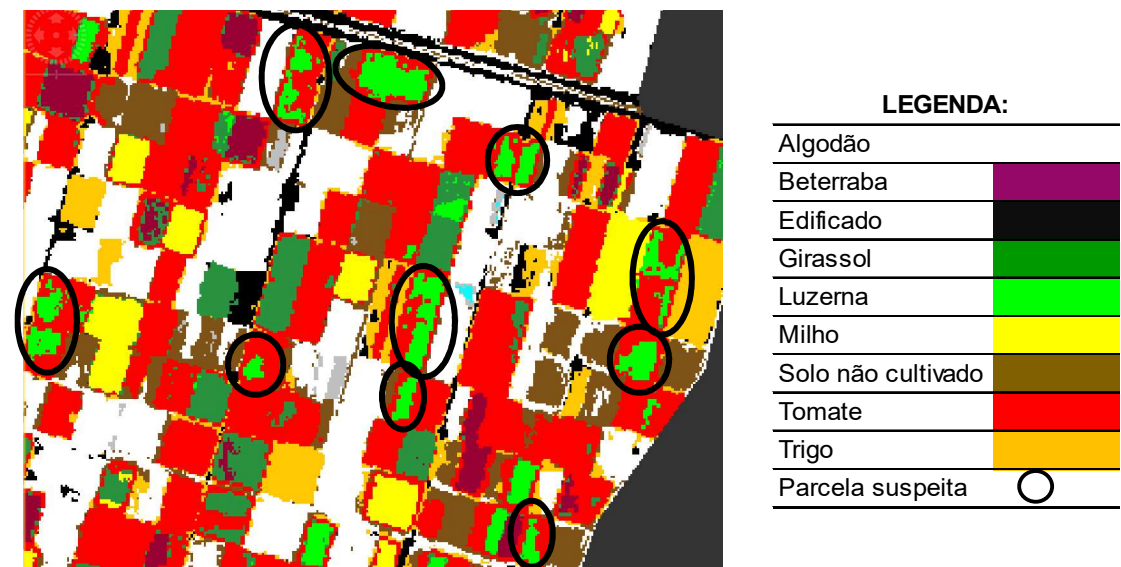 LEGENDA:
Algodão
Beterraba
Edificado
Girassol
Luzerna
Milho
Solo não cultivado
Tomate
Trigo
Parcela suspeita